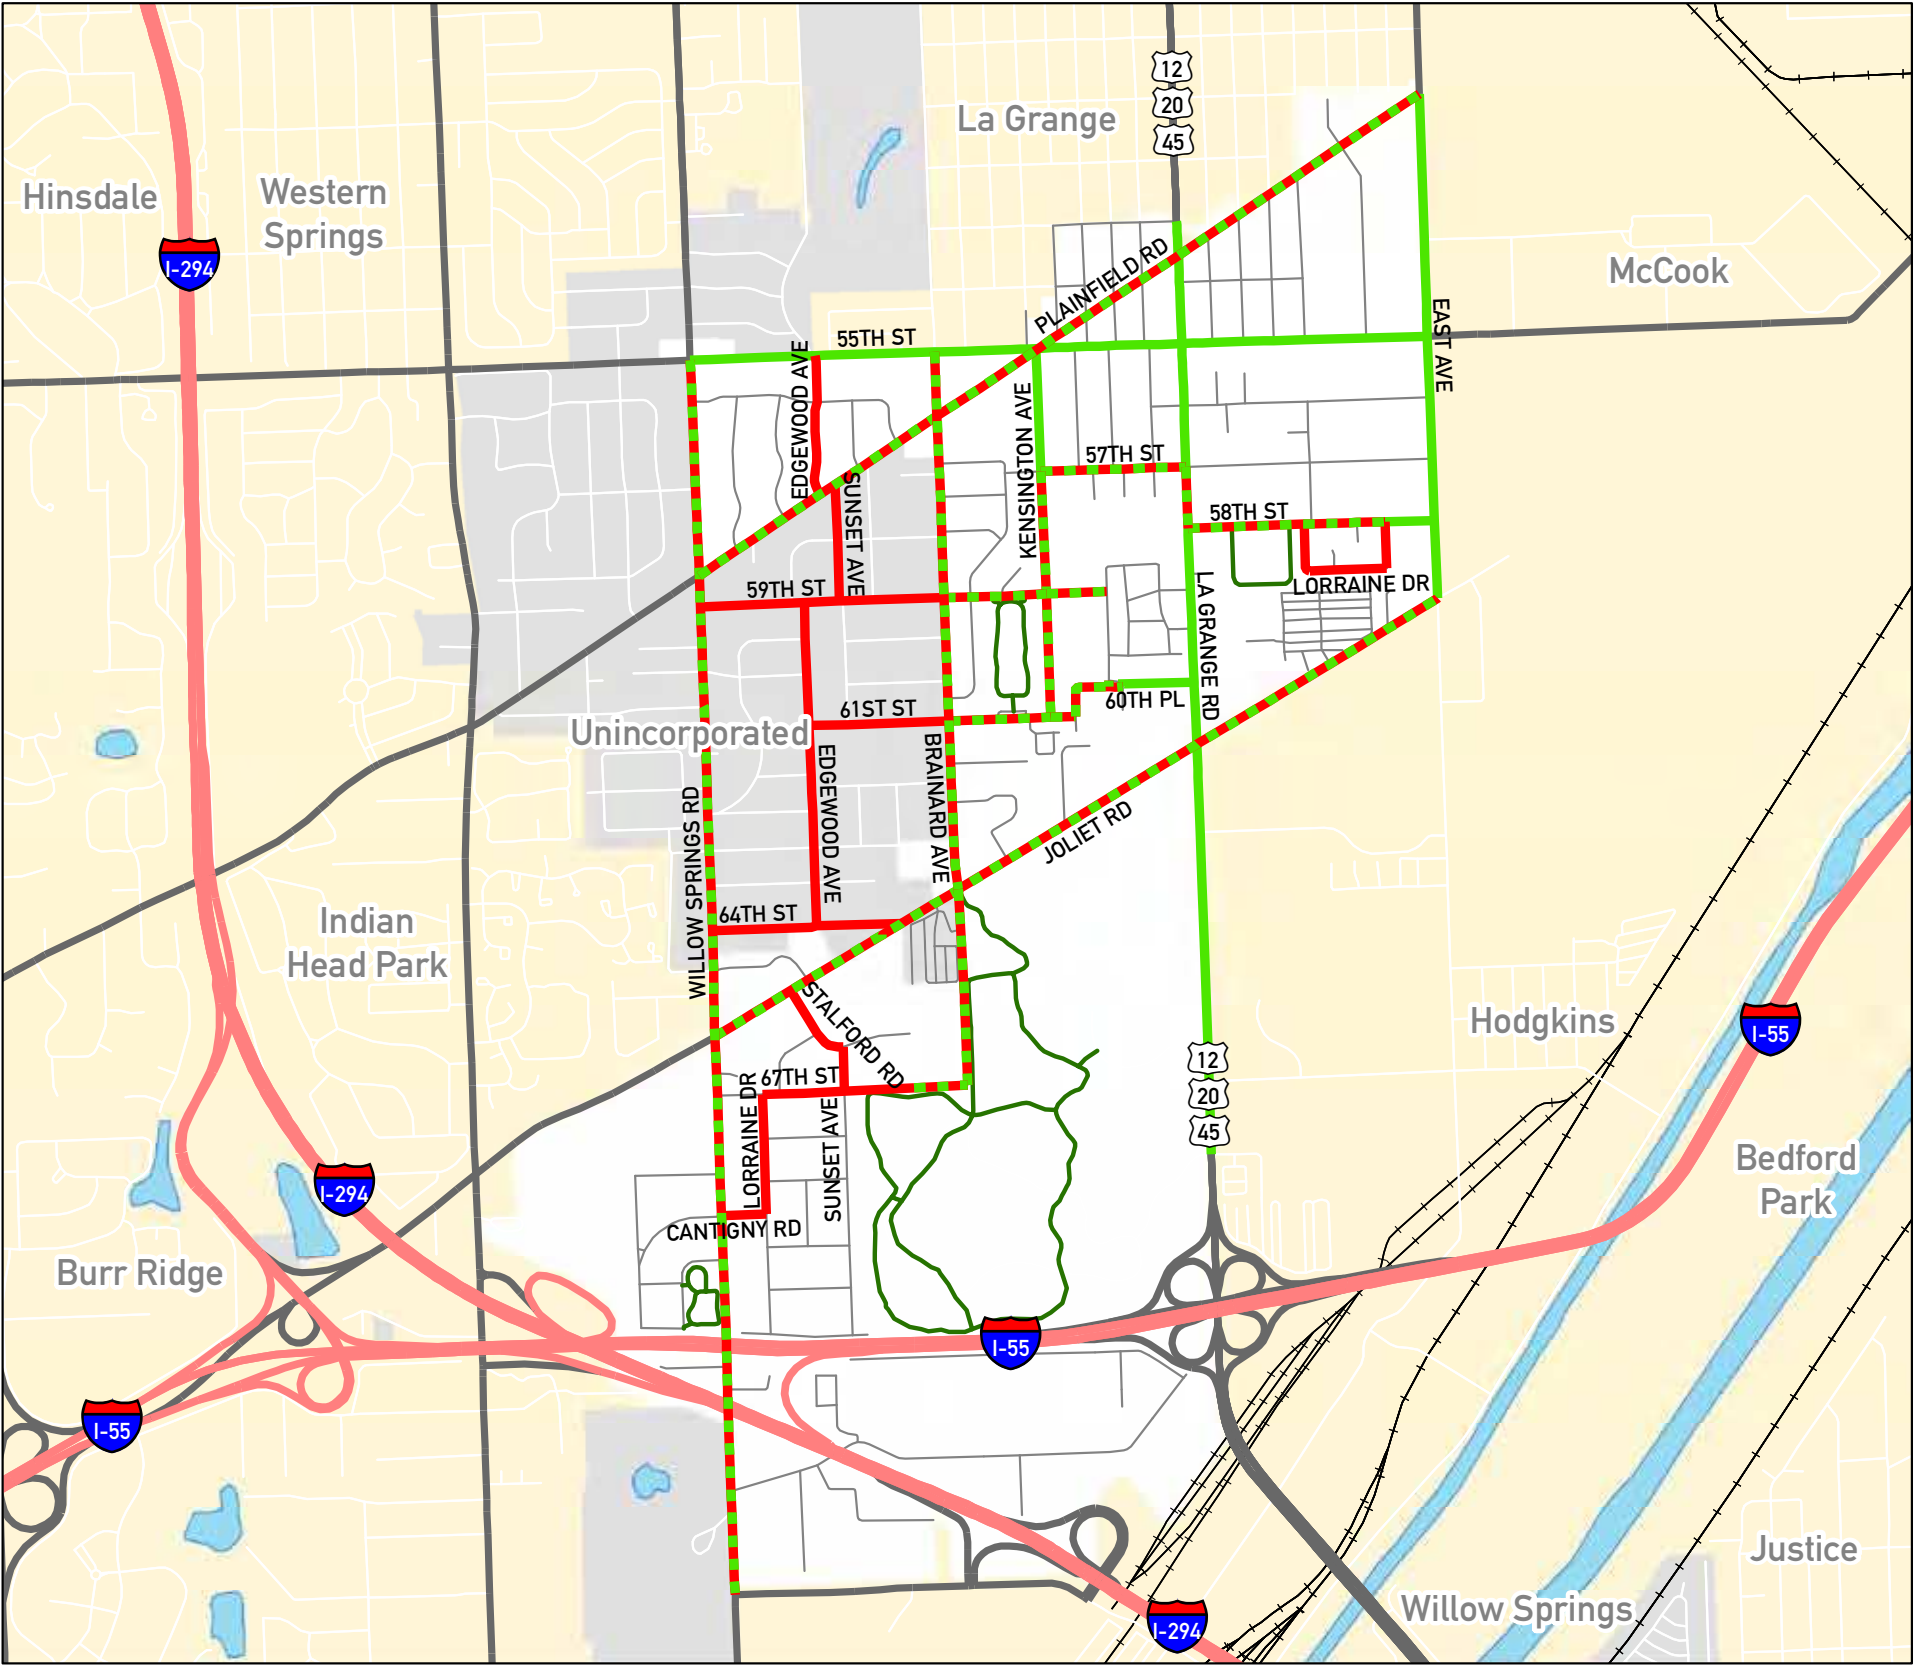 12
20
45
La Grange
Hinsdale
Western
Springs
I-294
McCook
PLAINFIELD RD
EAST AVE
55TH ST
EDGEWOOD AVE
KENSINGTON AVE
57TH ST
SUNSET AVE
58TH ST
LORRAINE DR
59TH ST
LA GRANGE RD
60TH PL
61ST ST
Unincorporated
BRAINARD AVE
EDGEWOOD AVE
WILLOW SPRINGS RD
JOLIET RD
64TH ST
Indian
Head Park
STALFORD RD
Hodgkins
I-55
12
20
45
67TH ST
LORRAINE DR
SUNSET AVE
Bedford
Park
I-294
CANTIGNY RD
Burr Ridge
I-55
I-55
Justice
Willow Springs
I-294